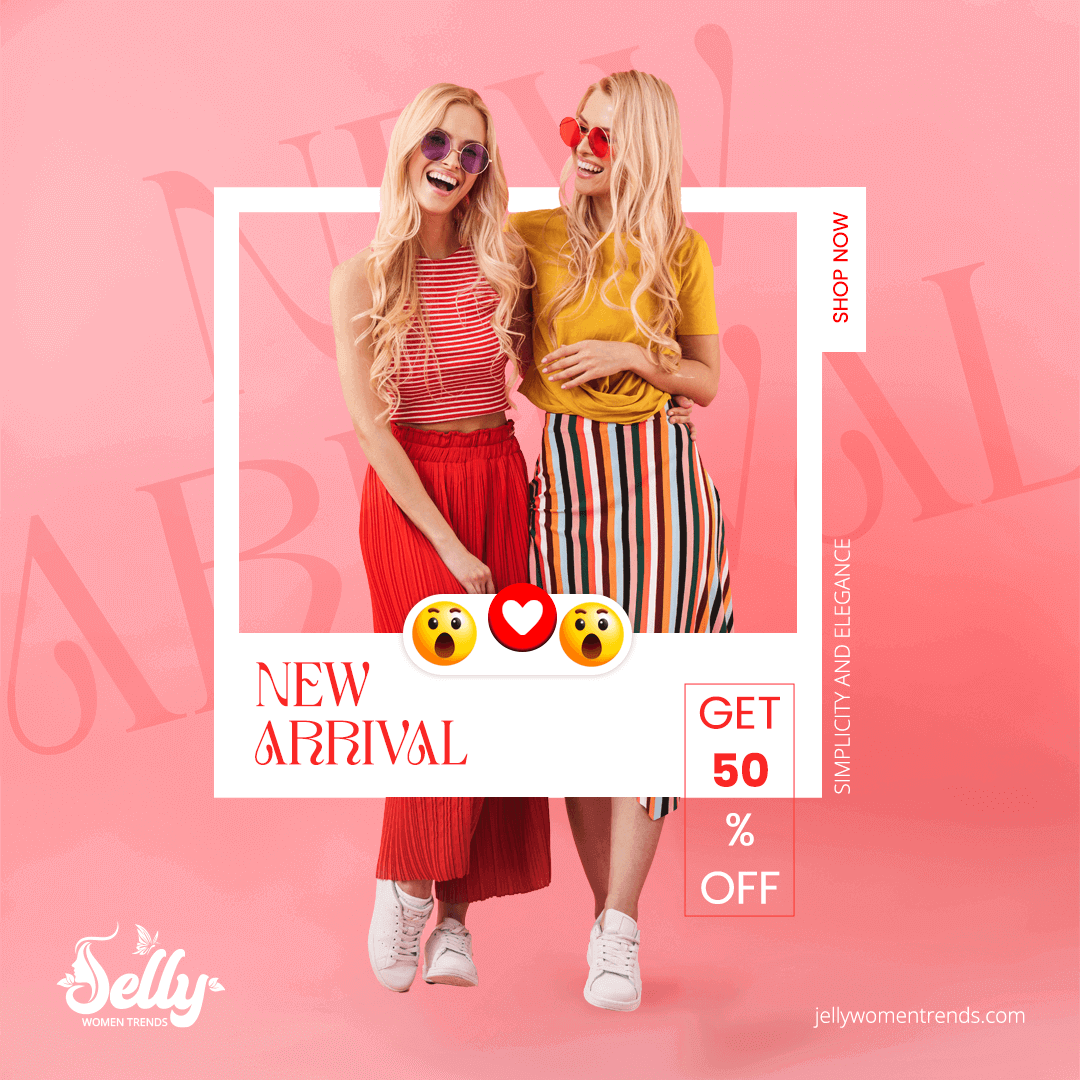 NEW
ARRIVAL
SHOP NOW
SIMPLICITY AND ELEGANCE
NEW
ARRIVAL
GET
50
%
OFF
Jelly
WOMEN TRENDS
jellywomentrends.com